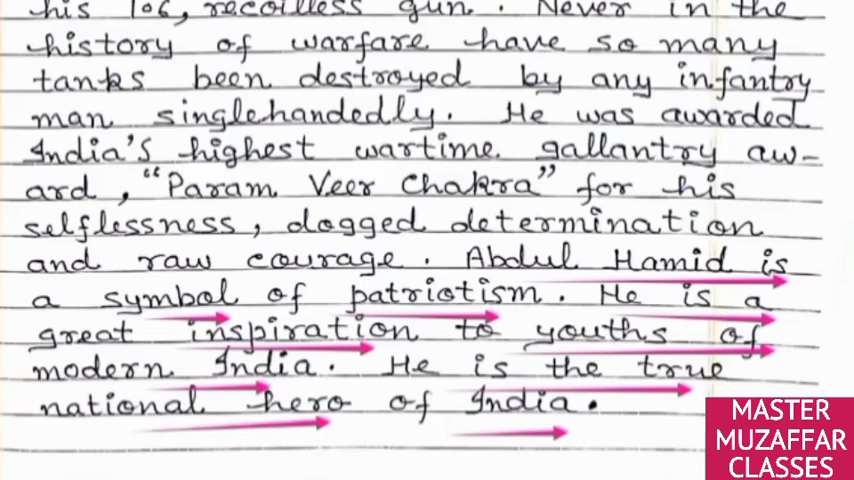 his 106, recoilless gun. Never in the
history of warfare have so many
tanks been destroyed by any infantry
man singlehandedly. He was awarded
India's highest wartime gallantry aw-
ard, "Param Veer Chakra" for his
selflessness, dogged determination
and raw courage. Abdul Hamid is
a symbol of patriotism. He is a
great inspiration to youths of
modern India. He is the true
national hero of India.
MASTER
MUZAFFAR
CLASSES